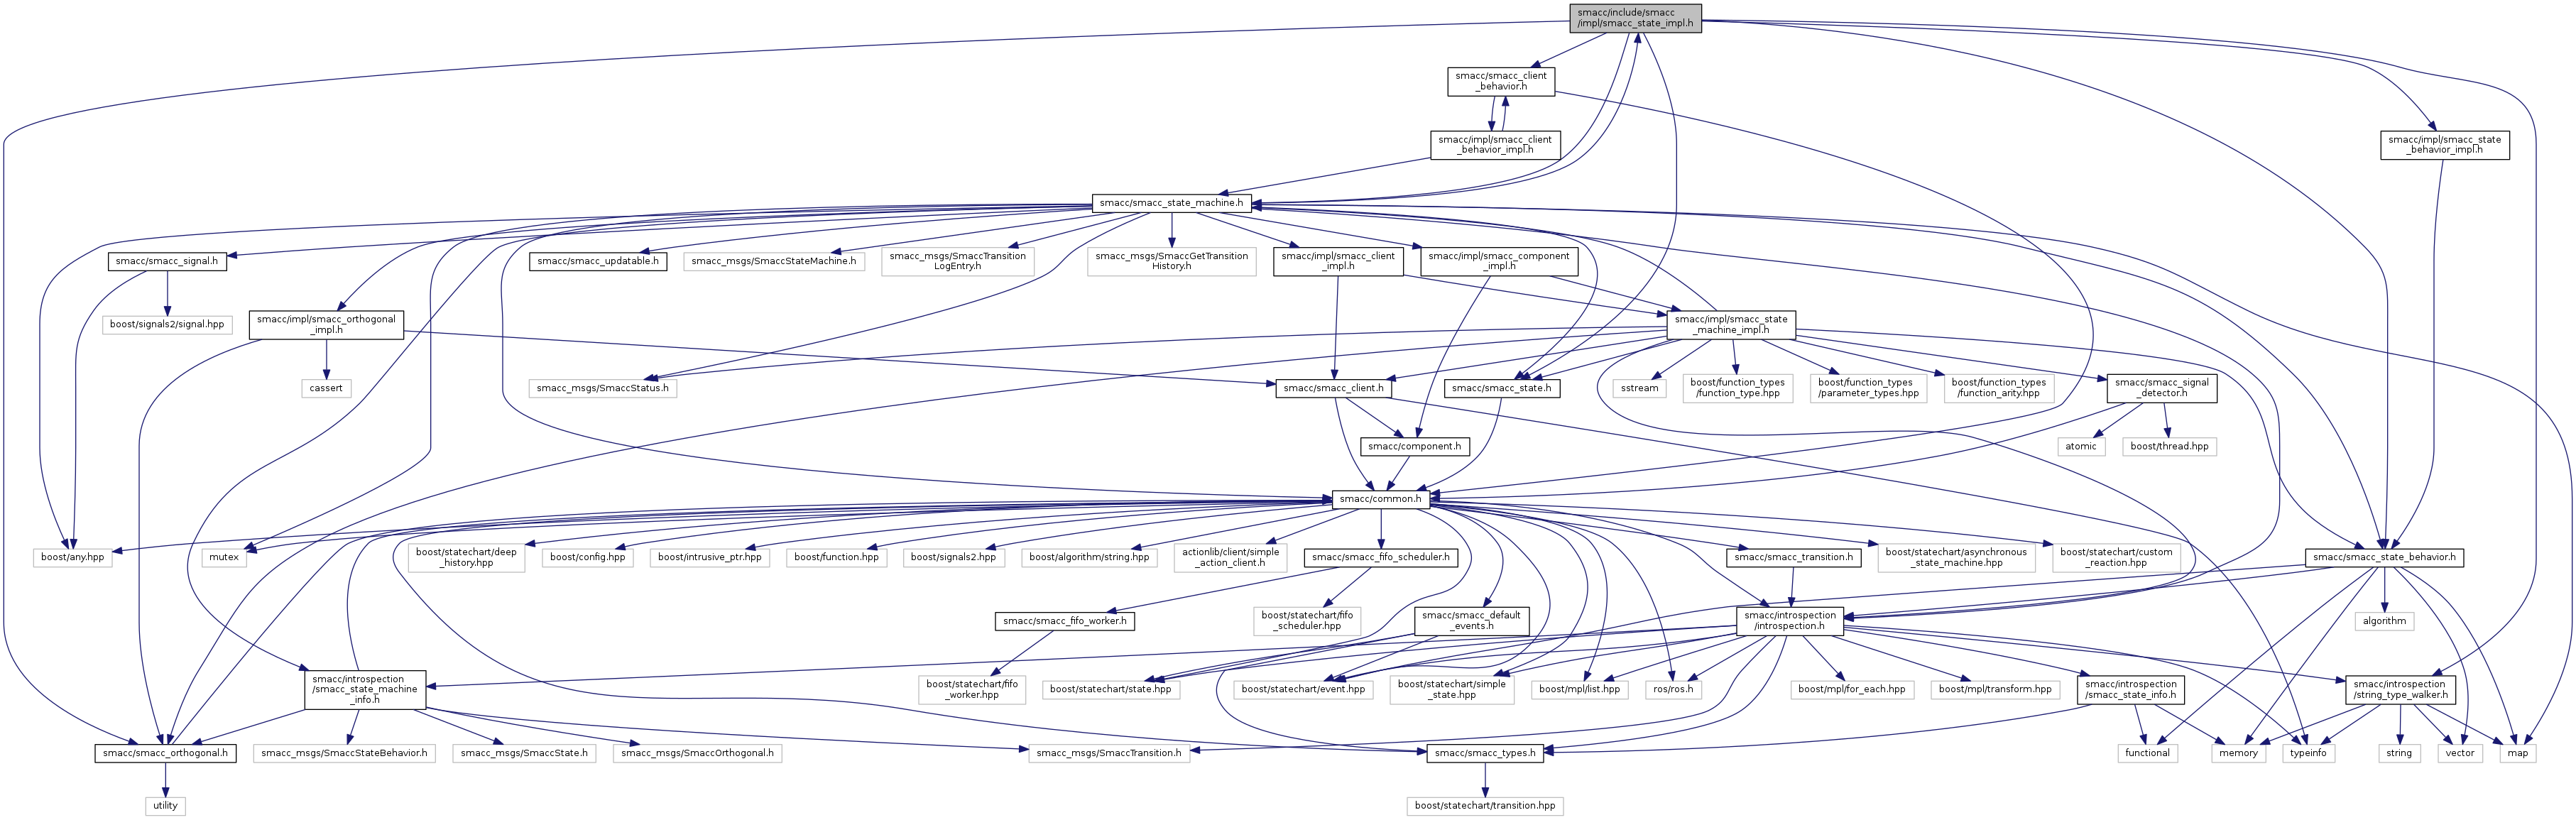 smacc/include/smacc
/impl/smacc_state_impl.h
smacc/smacc_client
_behavior.h
smacc/impl/smacc_client
_behavior_impl.h
smacc/impl/smacc_state
_behavior_impl.h
smacc/smacc_state_machine.h
smacc/smacc_signal.h
smacc/smacc_updatable.h
smacc_msgs/SmaccStateMachine.h
smacc_msgs/SmaccTransition
LogEntry.h
smacc_msgs/SmaccGetTransition
History.h
smacc/impl/smacc_client
_impl.h
smacc/impl/smacc_component
_impl.h
boost/signals2/signal.hpp
smacc/impl/smacc_orthogonal
_impl.h
smacc/impl/smacc_state
_machine_impl.h
cassert
smacc_msgs/SmaccStatus.h
smacc/smacc_client.h
smacc/smacc_state.h
sstream
boost/function_types
/function_type.hpp
boost/function_types
/parameter_types.hpp
boost/function_types
/function_arity.hpp
smacc/smacc_signal
_detector.h
smacc/component.h
atomic
boost/thread.hpp
smacc/common.h
boost/any.hpp
mutex
boost/statechart/deep
_history.hpp
boost/config.hpp
boost/intrusive_ptr.hpp
boost/function.hpp
boost/signals2.hpp
boost/algorithm/string.hpp
actionlib/client/simple
_action_client.h
smacc/smacc_fifo_scheduler.h
smacc/smacc_transition.h
boost/statechart/asynchronous
_state_machine.hpp
boost/statechart/custom
_reaction.hpp
smacc/smacc_state_behavior.h
smacc/smacc_fifo_worker.h
boost/statechart/fifo
_scheduler.hpp
smacc/smacc_default
_events.h
smacc/introspection
/introspection.h
algorithm
smacc/introspection
/smacc_state_machine
_info.h
boost/statechart/fifo
_worker.hpp
boost/statechart/state.hpp
boost/statechart/event.hpp
boost/statechart/simple
_state.hpp
boost/mpl/list.hpp
ros/ros.h
boost/mpl/for_each.hpp
boost/mpl/transform.hpp
smacc/introspection
/smacc_state_info.h
smacc/introspection
/string_type_walker.h
smacc/smacc_orthogonal.h
smacc_msgs/SmaccStateBehavior.h
smacc_msgs/SmaccState.h
smacc_msgs/SmaccOrthogonal.h
smacc_msgs/SmaccTransition.h
smacc/smacc_types.h
functional
memory
typeinfo
string
vector
map
utility
boost/statechart/transition.hpp